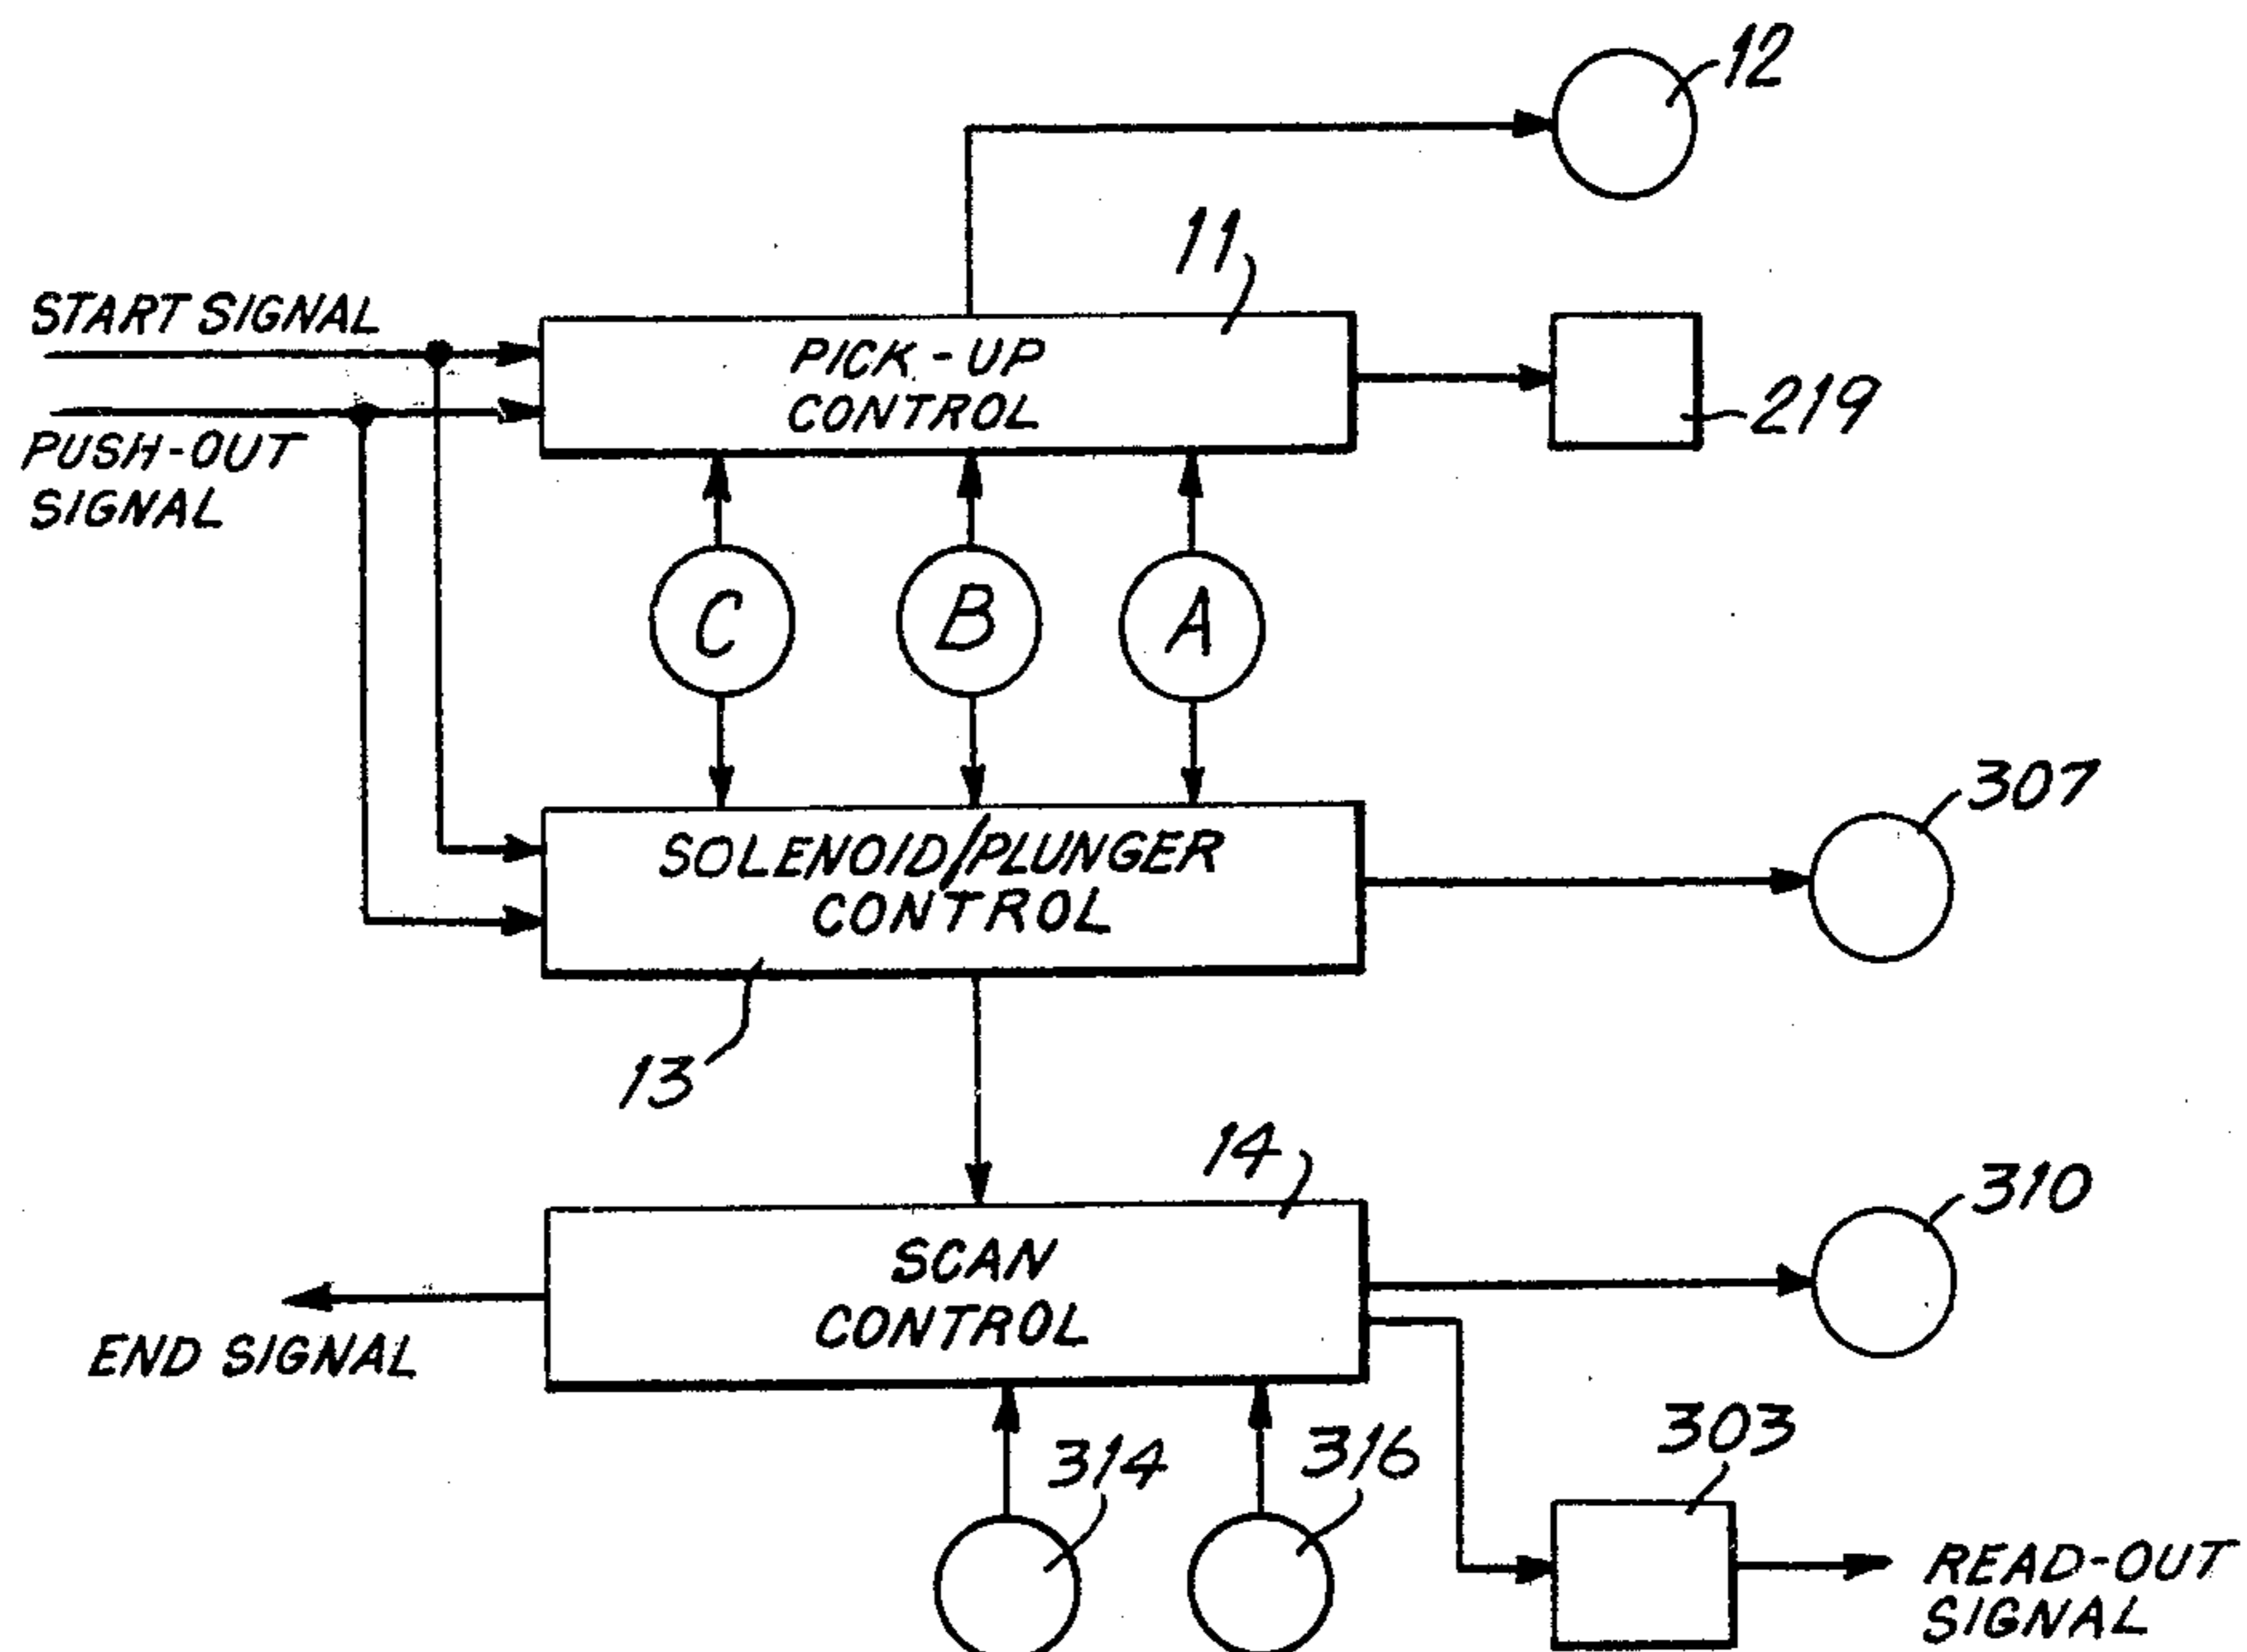 12
11
START SIGNAL
PICK-UP
CONTROL
219
PUSH-OUT
SIGNAL
C
B
A
307
SOLENOID/PLUNGER
CONTROL
13
14
310
SCAN
CONTROL
END SIGNAL
303
314
316
READ-OUT
SIGNAL